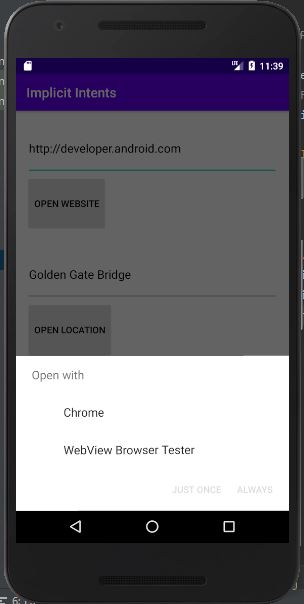 LTE 11:39
Implicit Intents
http://developer.android.com
OPEN WEBSITE
Golden Gate Bridge
OPEN LOCATION
Open with
Chrome
WebView Browser Tester
JUST ONCE ALWAYS